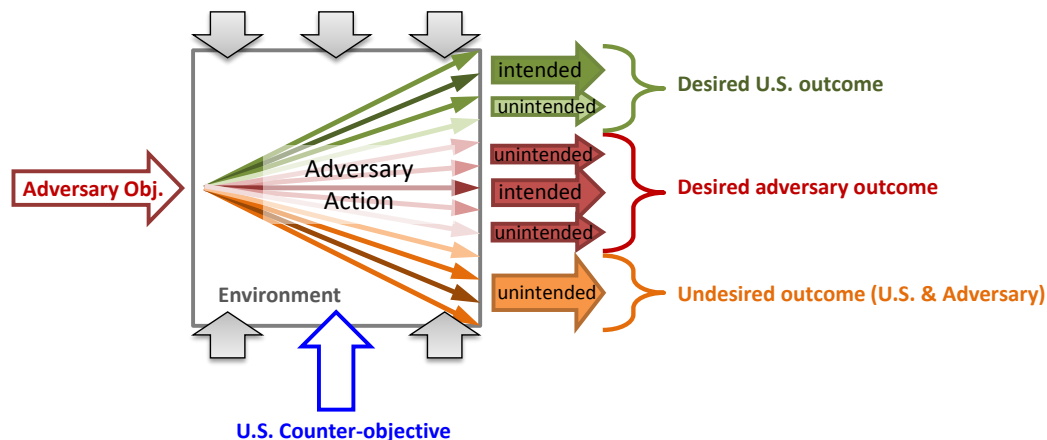 intended
Desired U.S. outcome
unintended
unintended
Adversary
Action
Adversary Obj.
intended
Desired adversary outcome
unintended
Environment
unintended
Undesired outcome (U.S. & Adversary)
U.S. Counter-objective